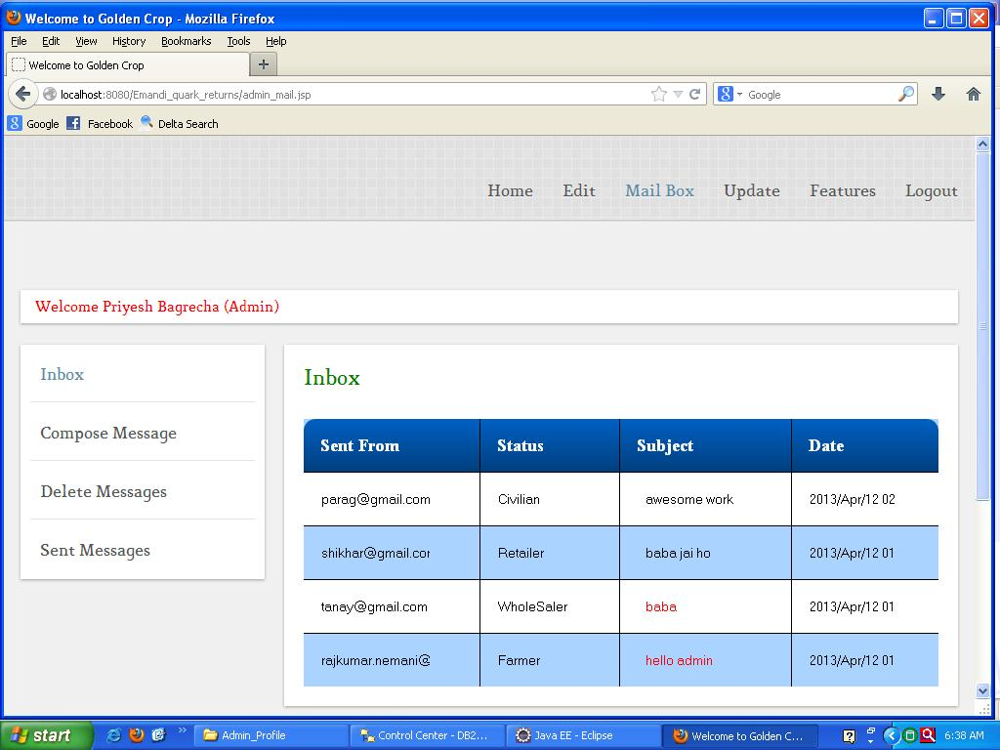 Welcome to Golden Crop - Mozilla Firefox
File Edit View History Bookmarks Tools Help
Welcome to Golden Crop +
localhost:8080/Emandi_quark_returns/admin_mail.jsp Google
Google Facebook Delta Search
Home Edit Mail Box Update Features Logout
Welcome Priyesh Bagrecha (Admin)
Inbox
Compose Message
Delete Messages
Sent Messages
Inbox
Sent From Status Subject Date
parag@gmail.com Civilian awesome work 2013/Apr/12 02
shikhar@gmail.cor Retailer baba jai ho 2013/Apr/12 01
tanay@gmail.com WholeSaler baba 2013/Apr/12 01
rajkumar.nemani@ Farmer hello admin 2013/Apr/12 01
start Admin_Profile Control Center - DB2... Java EE - Eclipse Welcome to Golden C... 6:38 AM